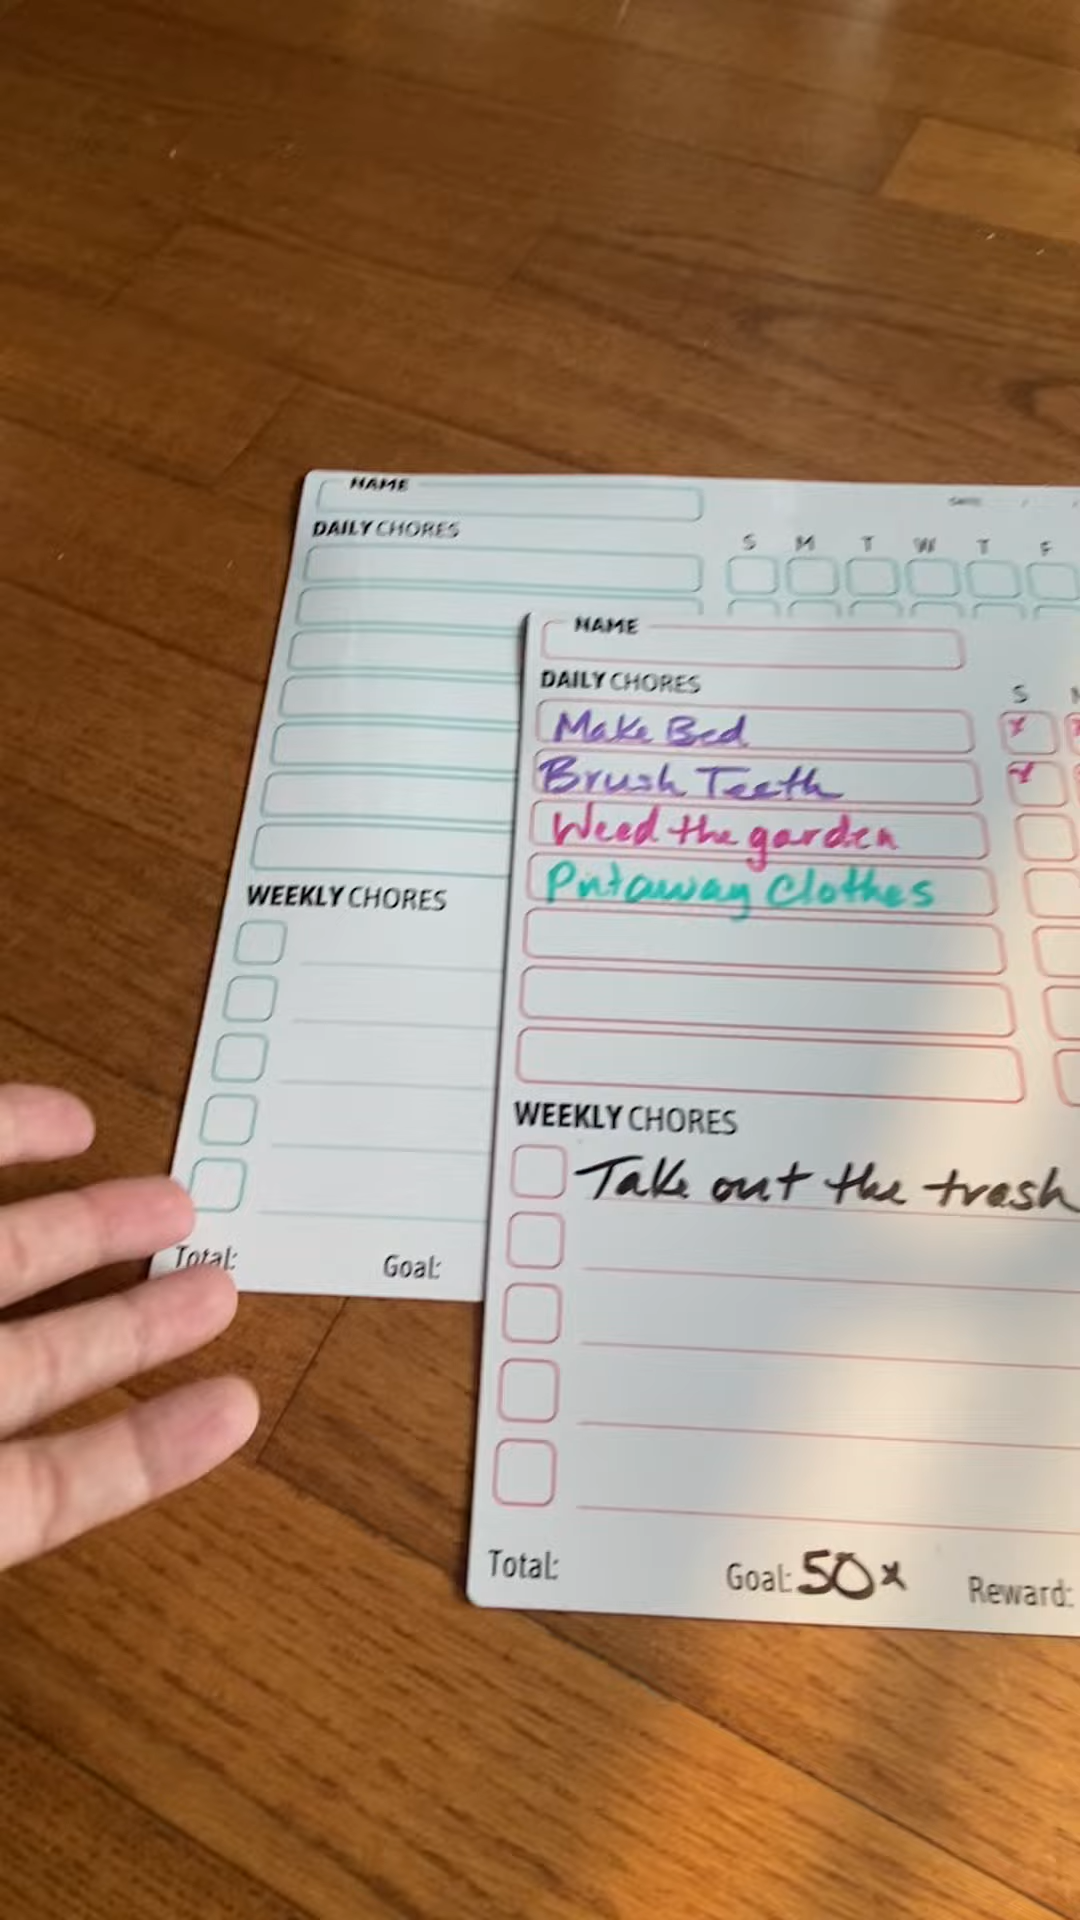 NAME
DAILY CHORES
S M T W T F
WEEKLY CHORES
Total: Goal:
NAME
DAILY CHORES
S
Make Bed
Brush Teeth
Weed the garden
Putaway Clothes
WEEKLY CHORES
Take out the trash
Total: Goal: 50x Reward: